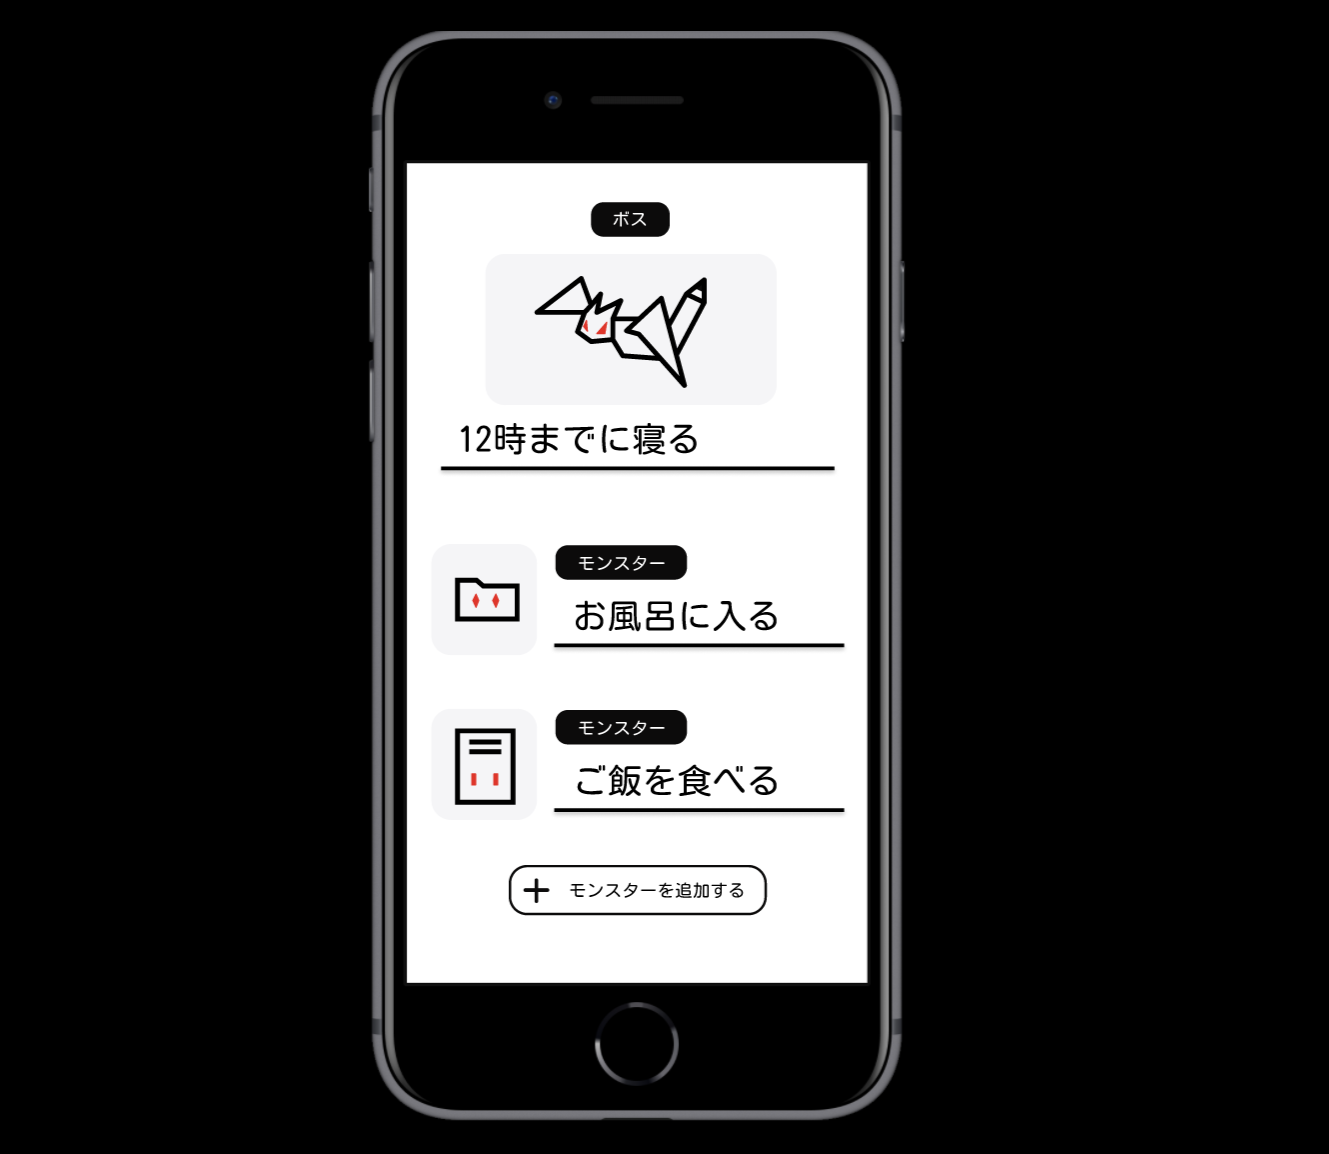 ボス
12時までに寝る
モンスター
お風呂に入る
モンスター
ご飯を食べる
モンスターを追加する